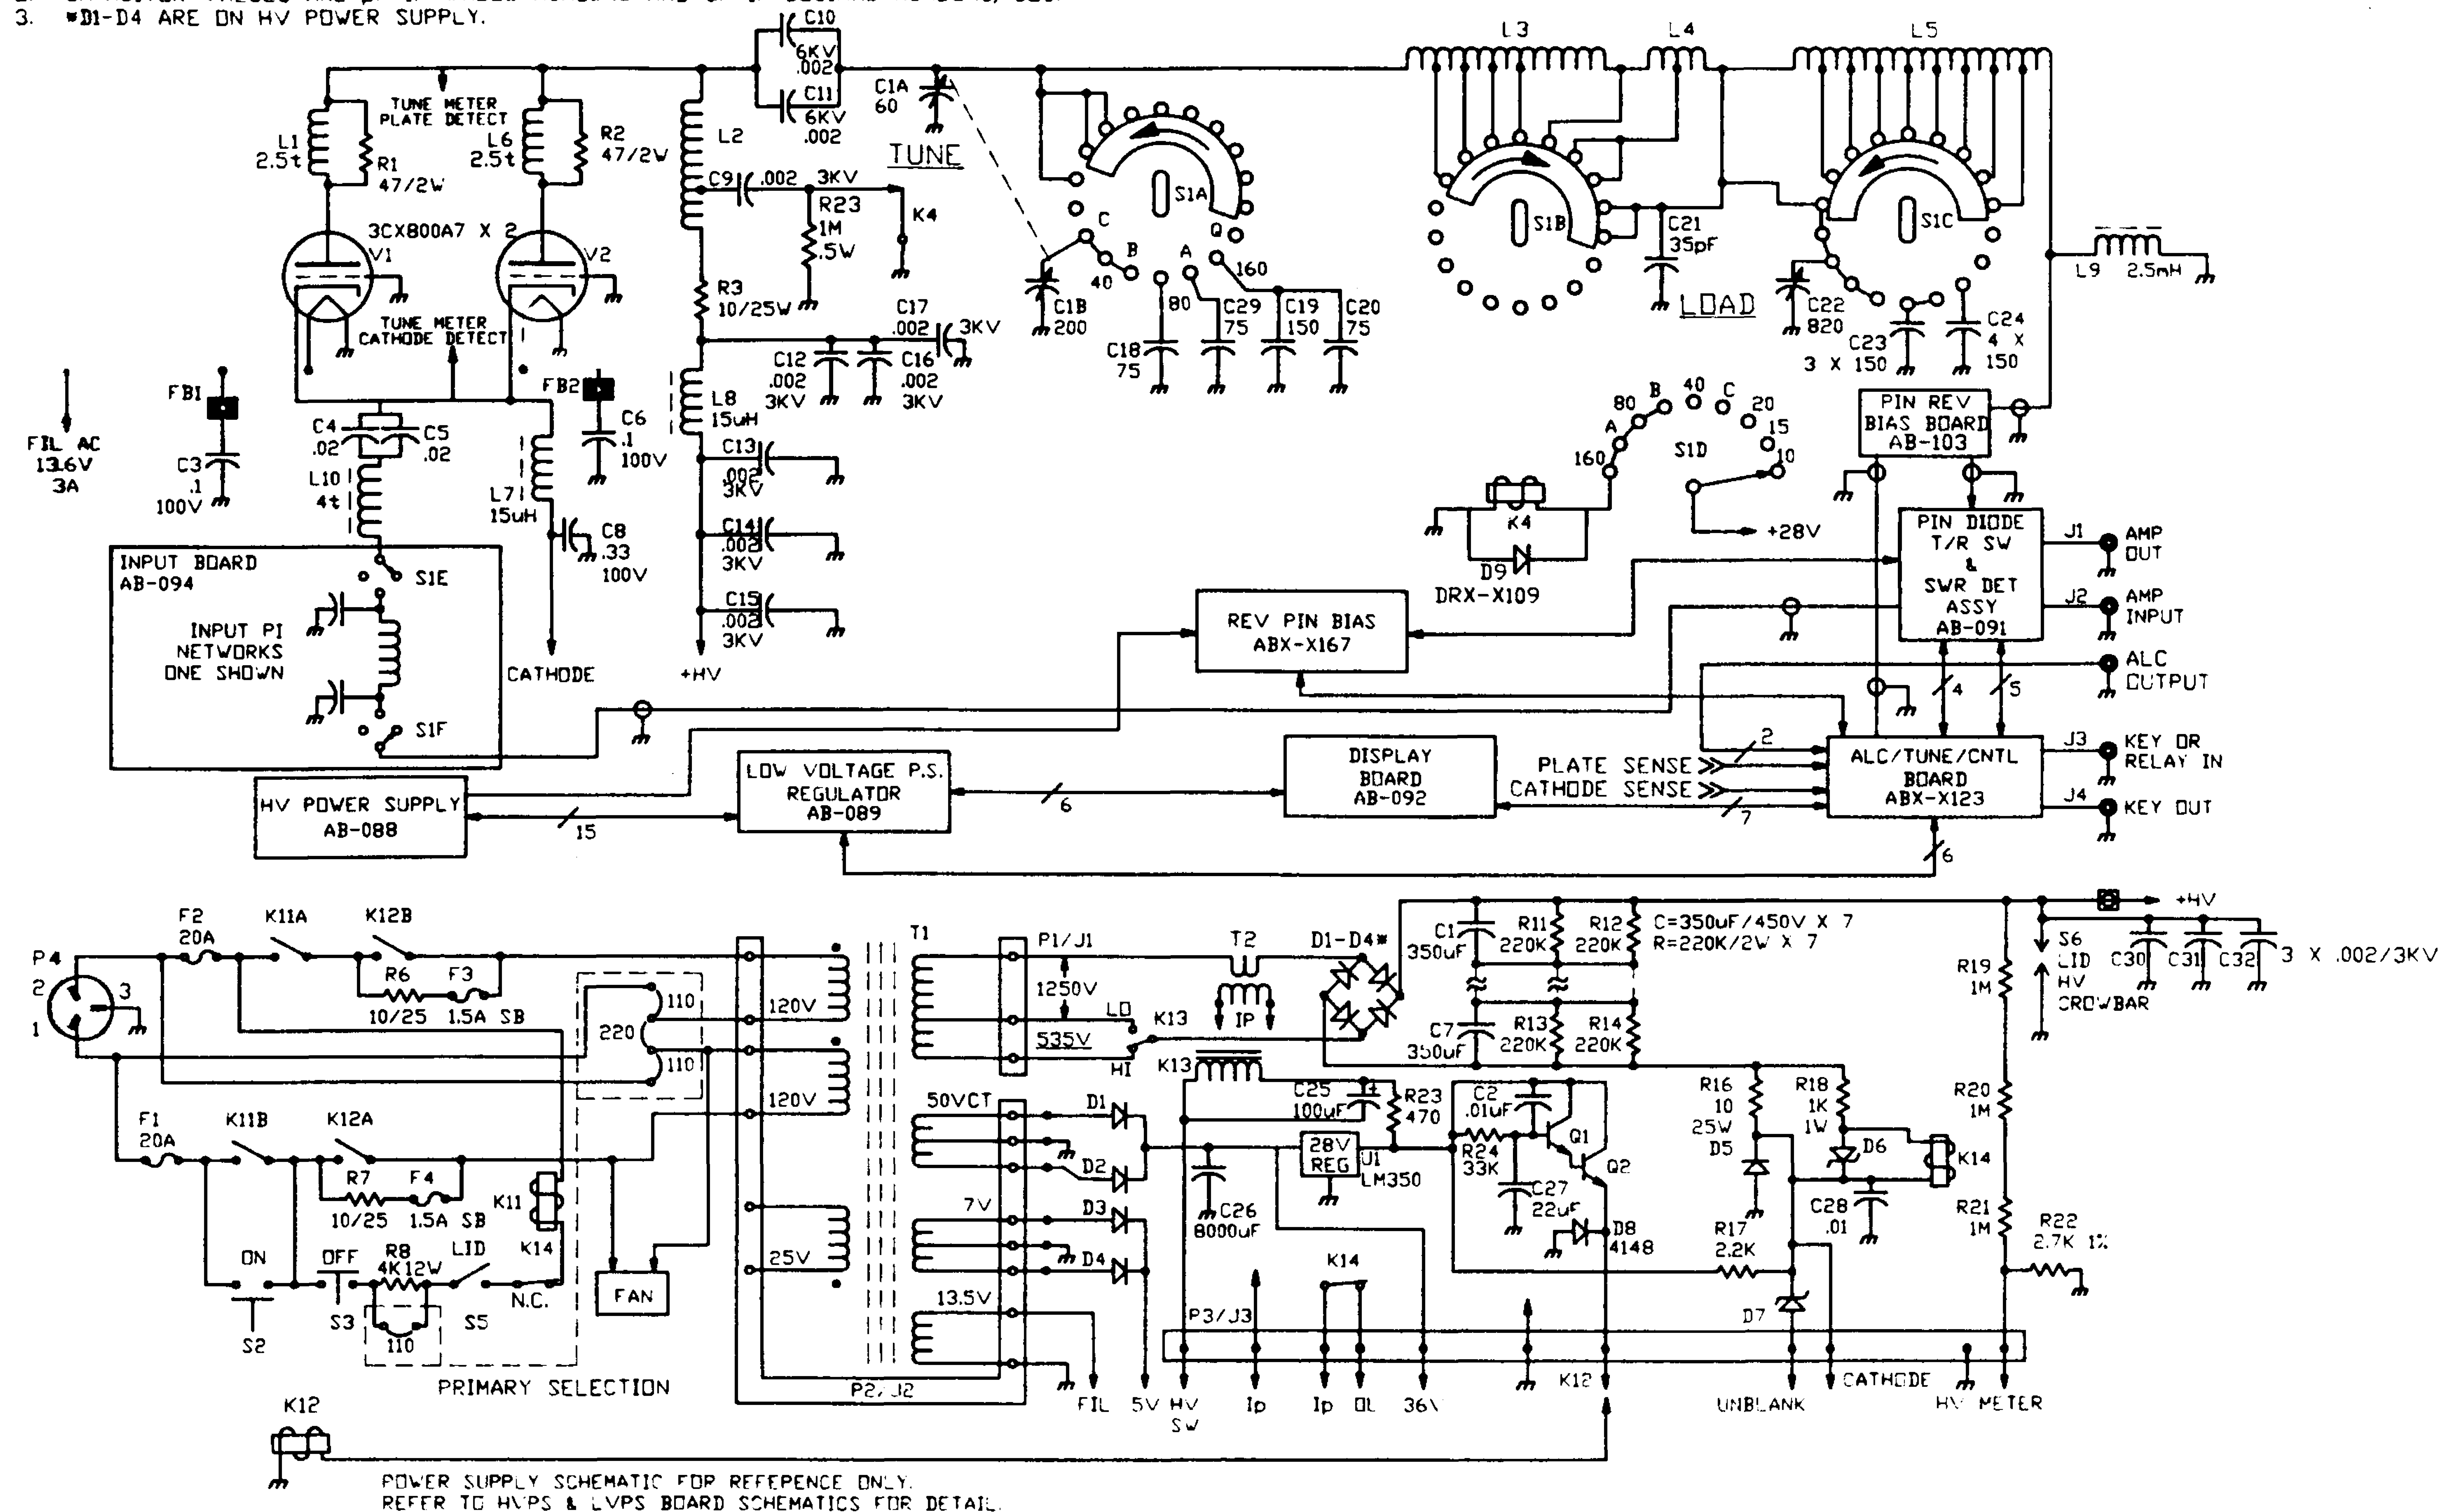 3. *D1-D4 ARE ON HV POWER SUPPLY.
C10
6KV
.002
C11
6KV
.002
C1A
60
L3
L4
L5
TUNE METER
PLATE DETECT
L1
2.5t
R1
47/2W
L6
2.5t
R2
47/2W
L2
TUNE
C9 .002 3KV
R23
1M
.5W
K4
S1A
C
B
40
A
Q
160
80
S1B
S1C
C21
35pF
L9 2.5mH
3CX800A7 X 2
V1
V2
TUNE METER
CATHODE DETECT
R3
10/25W
C17
.002
3KV
C12
.002
3KV
C16
.002
3KV
C1B
200
C18
75
C29
75
C19
150
C20
75
LOAD
C22
820
C23
3 X 150
C24
4 X
150
FIL AC
13.6V
3A
FB1
C3
.1
100V
C4
.02
C5
.02
L10
4t
FB2
C6
.1
100V
L7
15uH
C8
.33
100V
L8
15uH
C13
.002
3KV
C14
.002
3KV
C15
.002
3KV
CATHODE
+HV
160
A
80
B
40
C
20
15
10
S1D
+28V
K4
D9
DRX-X109
PIN REV
BIAS BOARD
AB-103
PIN DIODE
T/R SW
&
SWR DET
ASSY
AB-091
J1
AMP
OUT
J2
AMP
INPUT
ALC
OUTPUT
INPUT BOARD
AB-094
S1E
INPUT PI
NETWORKS
ONE SHOWN
S1F
REV PIN BIAS
ABX-X167
4
5
2
HV POWER SUPPLY
AB-088
15
LOW VOLTAGE P.S.
REGULATOR
AB-089
6
DISPLAY
BOARD
AB-092
PLATE SENSE
CATHODE SENSE
7
ALC/TUNE/CNTL
BOARD
ABX-X123
J3
KEY OR
RELAY IN
J4
KEY OUT
6
P4
2
3
1
F2
20A
K11A
K12B
R6
10/25
F3
1.5A SB
110
220
110
F1
20A
K11B
K12A
R7
10/25
F4
1.5A SB
K11
K14
ON
S2
OFF
S3
R8
4K12W
110
LID
S5
N.C.
FAN
PRIMARY SELECTION
120V
120V
25V
T1
50VCT
7V
13.5V
P2/J2
P1/J1
1250V
535V
LO
HI
K13
T2
IP
K13
D1-D4*
C1
350uF
R11
220K
R12
220K
C=350uF/450V X 7
R=220K/2W X 7
C7
350uF
R13
220K
R14
220K
+HV
S6
LID
HV
CROWBAR
C30
C31
C32
3 X .002/3KV
R19
1M
R20
1M
R21
1M
R22
2.7K 1%
D1
D2
D3
D4
C25
100uF
R23
470
C26
8000uF
28V
REG
U1
LM350
C2
.01uF
R24
33K
Q1
Q2
C27
22uF
D8
4148
R16
10
25W
D5
R18
1K
1W
D6
K14
C28
.01
R17
2.2K
D7
K14
P3/J3
FIL
5V
HV
SW
Ip
Ip
OL
36V
K12
UNBLANK
CATHODE
HV METER
K12
POWER SUPPLY SCHEMATIC FOR REFERENCE ONLY.
REFER TO HVPS & LVPS BOARD SCHEMATICS FOR DETAIL.